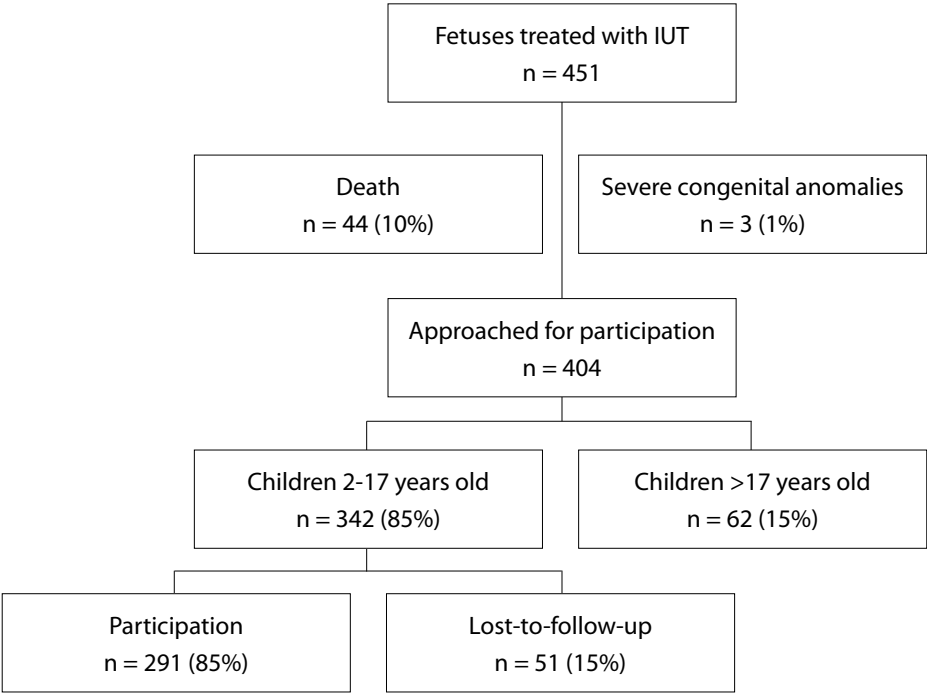 Fetuses treated with IUT
n = 451
Death
n = 44 (10%)
Severe congenital anomalies
n = 3 (1%)
Approached for participation
n = 404
Children 2-17 years old
n = 342 (85%)
Children >17 years old
n = 62 (15%)
Participation
n = 291 (85%)
Lost-to-follow-up
n = 51 (15%)